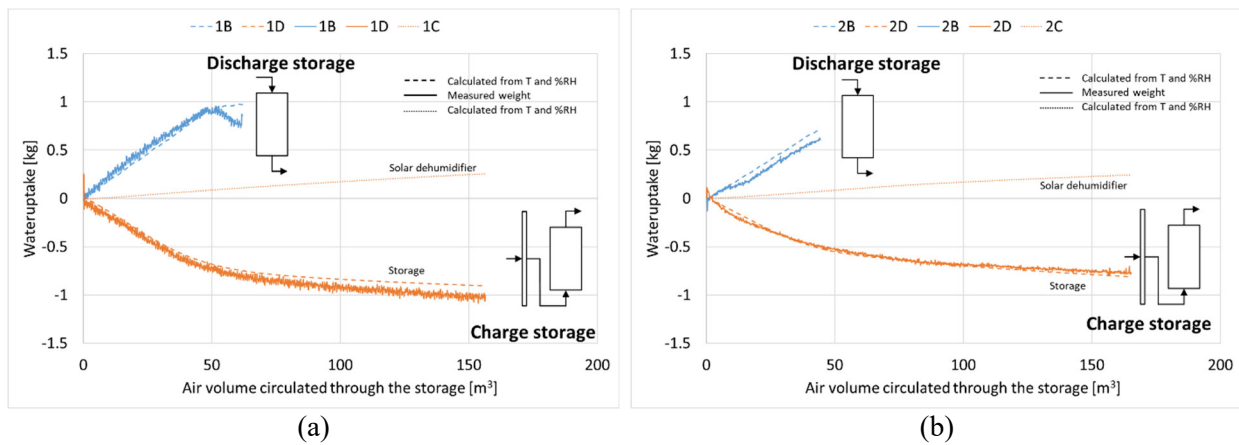 1B 1D 1B 1D 1C
1.5
1
0.5
0
-0.5
-1
-1.5
Wateruptake [kg]
Discharge storage
Calculated from T and %RH
Measured weight
Calculated from T and %RH
Solar dehumidifier
Storage
Charge storage
0 50 100 150 200
Air volume circulated through the storage [m³]
(a)
2B 2D 2B 2D 2C
1.5
1
0.5
0
-0.5
-1
-1.5
Wateruptake [kg]
Discharge storage
Calculated from T and %RH
Measured weight
Calculated from T and %RH
Solar dehumidifier
Storage
Charge storage
0 50 100 150 200
Air volume circulated through the storage [m³]
(b)